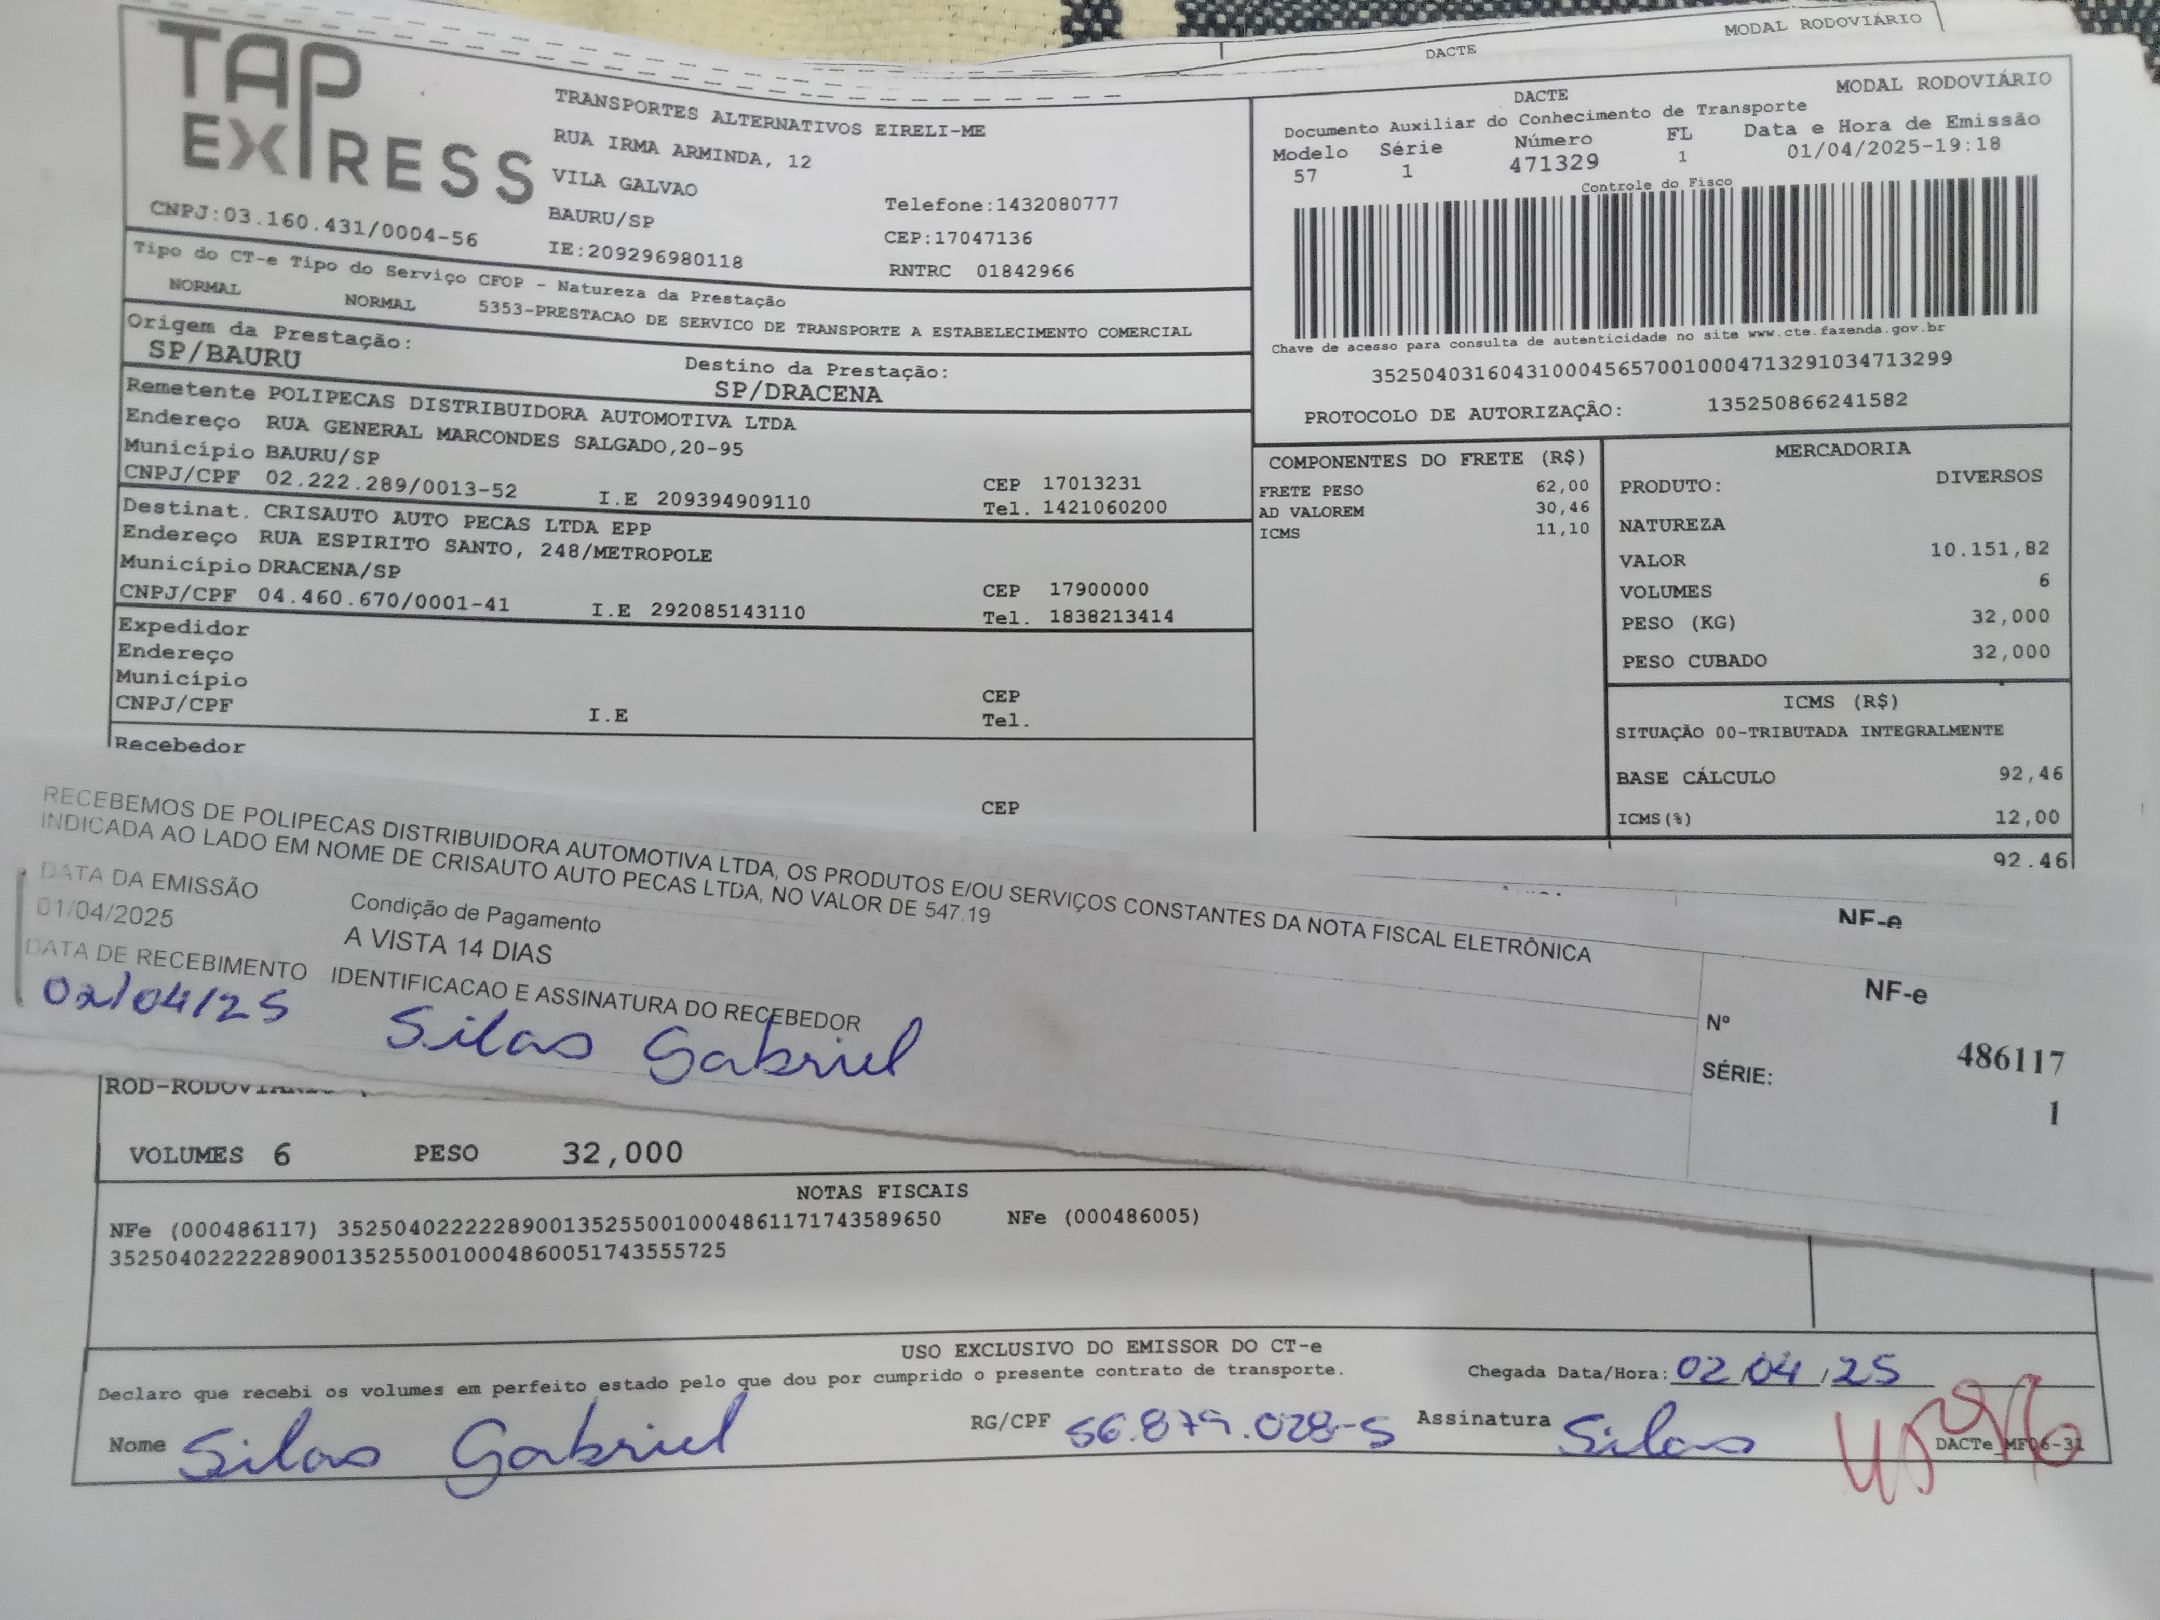 MODAL RODOVIÁRIO
DACTE
TAP EXPRESS
CNPJ:03.160.431/0004-56
TRANSPORTES ALTERNATIVOS EIRELI-ME
RUA IRMA ARMINDA, 12
VILA GALVAO
BAURU/SP
IE:209296980118
Telefone:1432080777
CEP:17047136
RNTRC 01842966
DACTE
MODAL RODOVIÁRIO
Documento Auxiliar do Conhecimento de Transporte
Modelo Série Número FL Data e Hora de Emissão
57 1 471329 1 01/04/2025-19:18
Controle do Fisco
Chave de acesso para consulta de autenticidade no site www.cte.fazenda.gov.br
35250403160431000456570010004713291034713299
PROTOCOLO DE AUTORIZAÇÃO: 135250866241582
Tipo do CT-e Tipo do Serviço CFOP - Natureza da Prestação
NORMAL NORMAL 5353-PRESTACAO DE SERVICO DE TRANSPORTE A ESTABELECIMENTO COMERCIAL
Origem da Prestação: Destino da Prestação:
SP/BAURU SP/DRACENA
Remetente POLIPECAS DISTRIBUIDORA AUTOMOTIVA LTDA
Endereço RUA GENERAL MARCONDES SALGADO,20-95
Município BAURU/SP CEP 17013231
CNPJ/CPF 02.222.289/0013-52 I.E 209394909110 Tel. 1421060200
Destinat. CRISAUTO AUTO PECAS LTDA EPP
Endereço RUA ESPIRITO SANTO, 248/METROPOLE
Município DRACENA/SP CEP 17900000
CNPJ/CPF 04.460.670/0001-41 I.E 292085143110 Tel. 1838213414
Expedidor
Endereço
Município CEP
CNPJ/CPF I.E Tel.
Recebedor
CEP
COMPONENTES DO FRETE (R$)
FRETE PESO 62,00
AD VALOREM 30,46
ICMS 11,10
MERCADORIA
PRODUTO: DIVERSOS
NATUREZA
VALOR 10.151,82
VOLUMES 6
PESO (KG) 32,000
PESO CUBADO 32,000
ICMS (R$)
SITUAÇÃO 00-TRIBUTADA INTEGRALMENTE
BASE CÁLCULO 92,46
ICMS(%) 12,00
92.46
NF-e
RECEBEMOS DE POLIPECAS DISTRIBUIDORA AUTOMOTIVA LTDA, OS PRODUTOS E/OU SERVIÇOS CONSTANTES DA NOTA FISCAL ELETRÔNICA
INDICADA AO LADO EM NOME DE CRISAUTO AUTO PECAS LTDA, NO VALOR DE 547.19
DATA DA EMISSÃO Condição de Pagamento
01/04/2025 A VISTA 14 DIAS
DATA DE RECEBIMENTO IDENTIFICACAO E ASSINATURA DO RECEBEDOR
02/04/25 Silas Gabriel
NF-e
Nº 486117
SÉRIE: 1
ROD-RODOVIÁRIO
VOLUMES 6 PESO 32,000
NOTAS FISCAIS
NFe (000486117) 35250402222289001352550010004861171743589650 NFe (000486005)
35250402222289001352550010004860051743555725
USO EXCLUSIVO DO EMISSOR DO CT-e
Declaro que recebi os volumes em perfeito estado pelo que dou por cumprido o presente contrato de transporte.
Chegada Data/Hora: 02/04/25
Nome Silas Gabriel RG/CPF 56.879.028-5 Assinatura Silas
DACTe_MF06-31